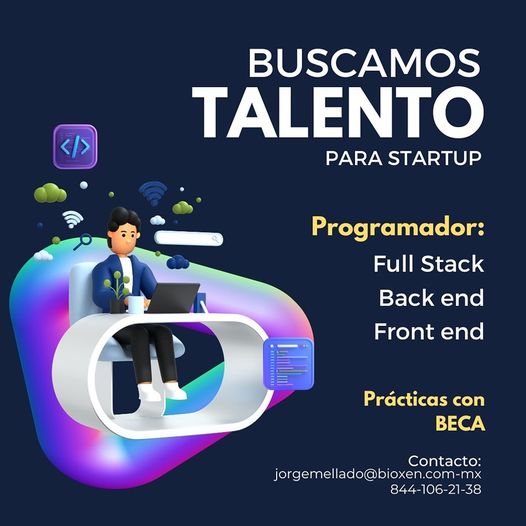 BUSCAMOS
TALENTO
PARA STARTUP
</>
Programador:
Full Stack
Back end
Front end
Prácticas con
BECA
Contacto:
jorgemellado@bioxen.com-mx
844-106-21-38